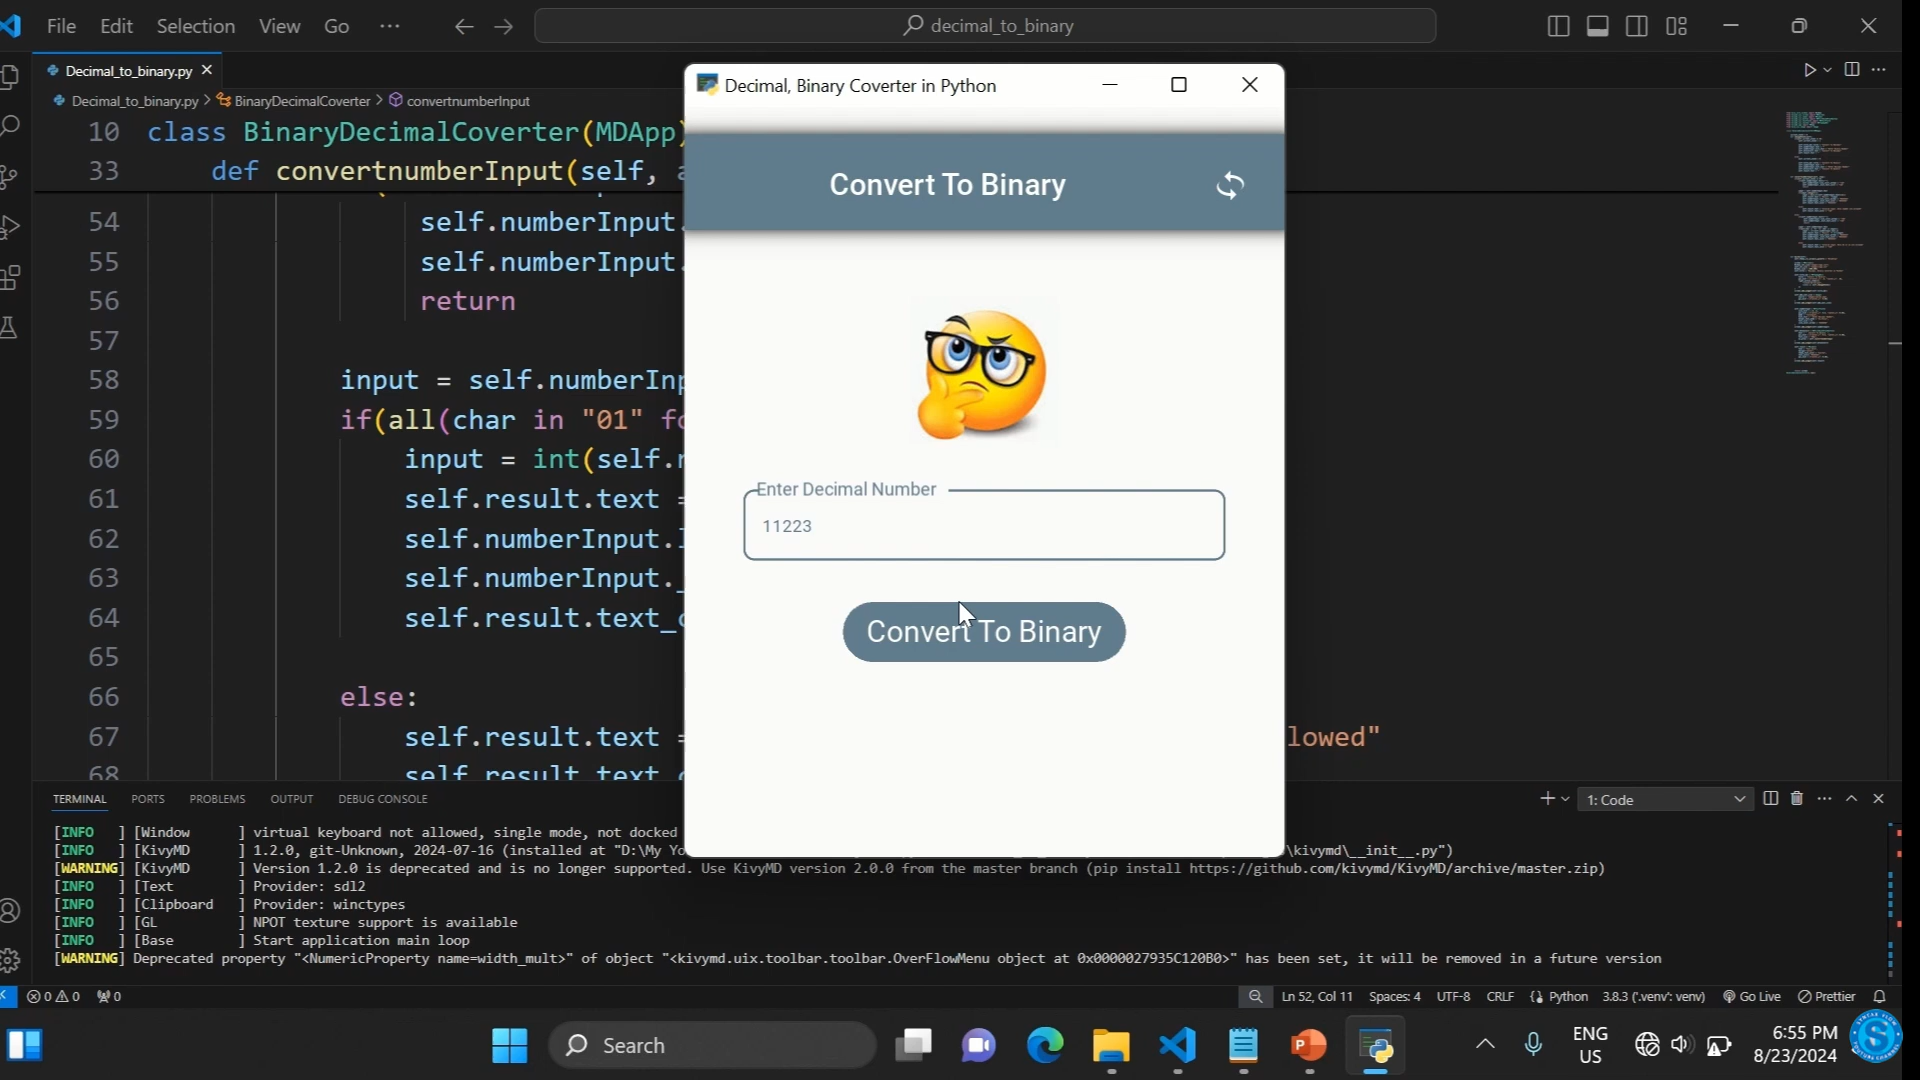 File Edit Selection View Go ··· decimal_to_binary
Decimal_to_binary.py
Decimal_to_binary.py > BinaryDecimalCoverter > convertnumberInput
10 class BinaryDecimalCoverter(MDApp)
33 def convertnumberInput(self,
54 self.numberInput.
55 self.numberInput.
56 return
57
58 input = self.numberInp
59 if(all(char in "01" fo
60 input = int(self.
61 self.result.text =
62 self.numberInput.
63 self.numberInput._
64 self.result.text_c
65
66 else:
67 self.result.text = lowed"
68 self.result.text_c
Decimal, Binary Coverter in Python
Convert To Binary
Enter Decimal Number
11223
Convert To Binary
TERMINAL PORTS PROBLEMS OUTPUT DEBUG CONSOLE 1: Code
[INFO ] [Window ] virtual keyboard not allowed, single mode, not docked
[INFO ] [KivyMD ] 1.2.0, git-Unknown, 2024-07-16 (installed at "D:\My Yo \kivymd\__init__.py")
[WARNING] [KivyMD ] Version 1.2.0 is deprecated and is no longer supported. Use KivyMD version 2.0.0 from the master branch (pip install https://github.com/kivymd/KivyMD/archive/master.zip)
[INFO ] [Text ] Provider: sdl2
[INFO ] [Clipboard ] Provider: winctypes
[INFO ] [GL ] NPOT texture support is available
[INFO ] [Base ] Start application main loop
[WARNING] Deprecated property "<NumericProperty name=width_mult>" of object "<kivymd.uix.toolbar.toolbar.OverFlowMenu object at 0x0000027935C120B0>" has been set, it will be removed in a future version
0 0 0 Ln 52, Col 11 Spaces: 4 UTF-8 CRLF Python 3.8.3 ('.venv': venv) Go Live Prettier
Search
ENG
US
6:55 PM
8/23/2024